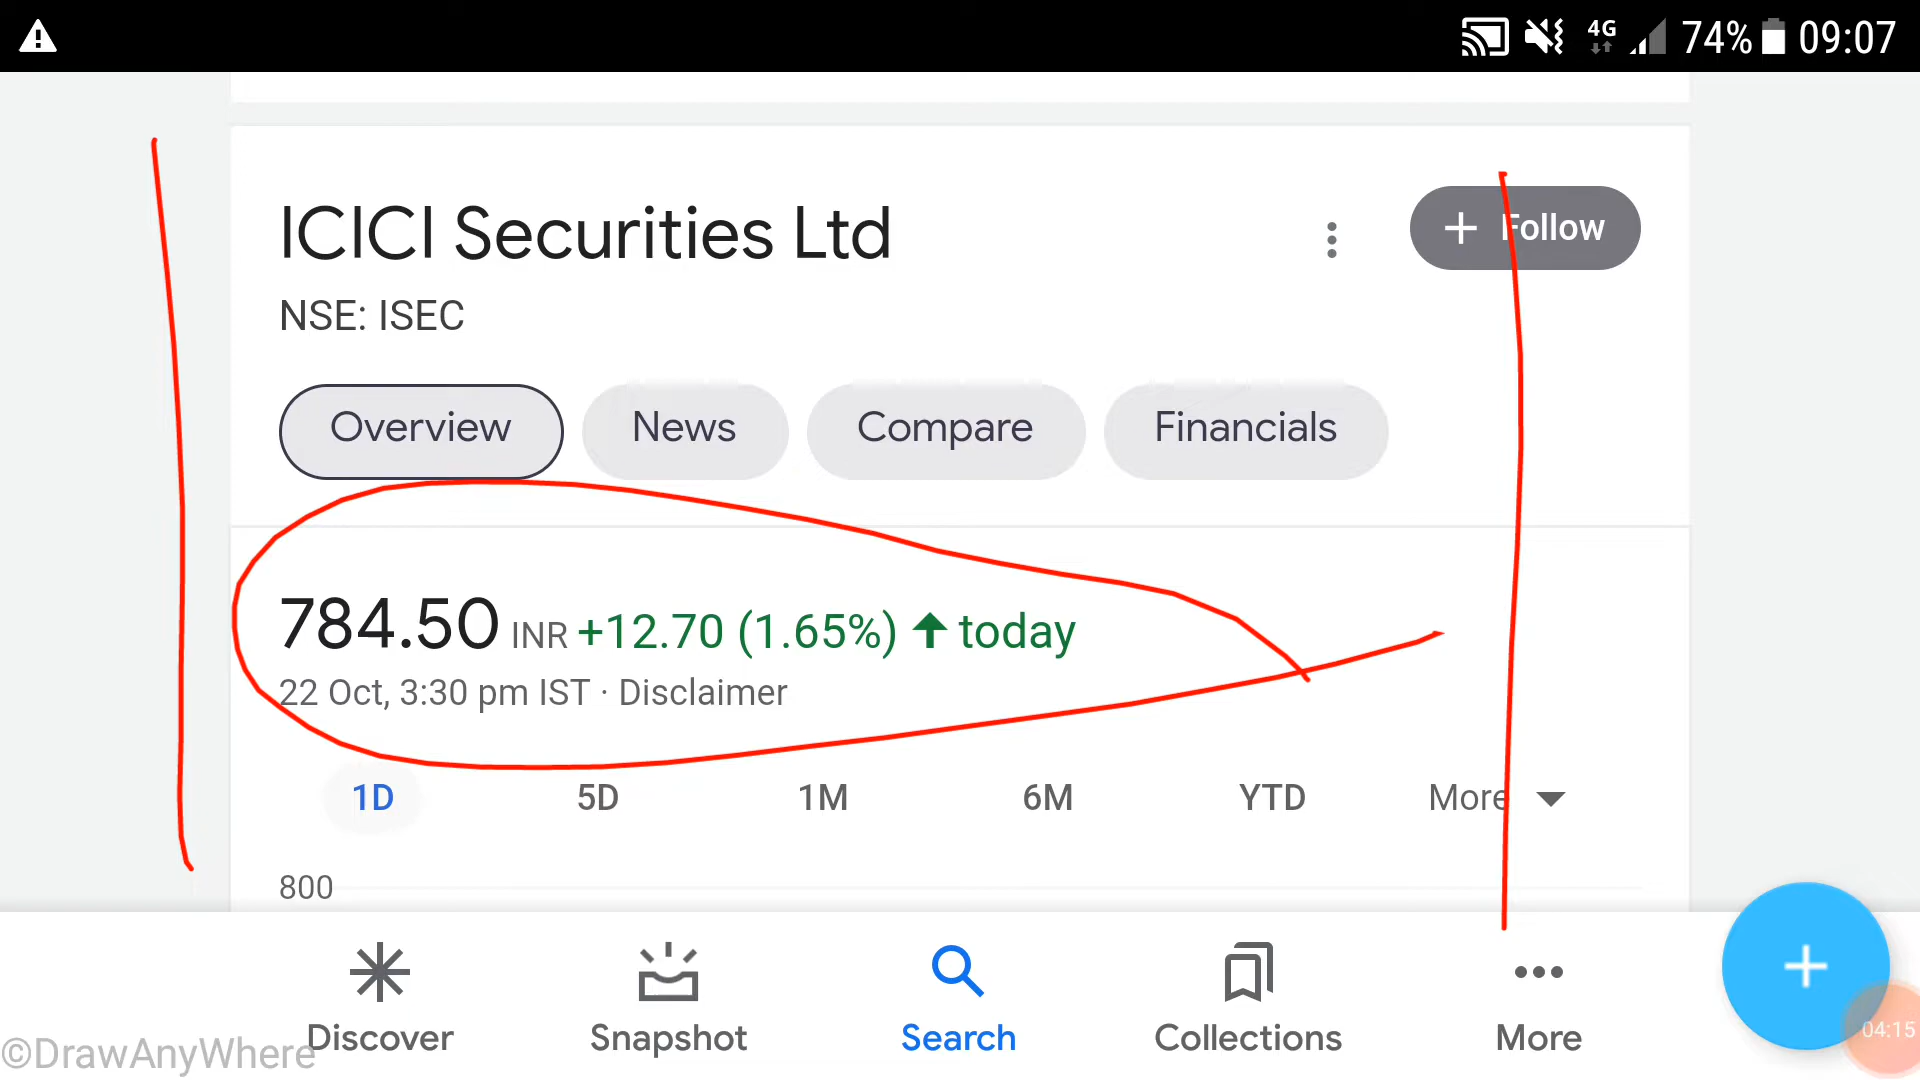 4G 74% 09:07
ICICI Securities Ltd
+ Follow
NSE: ISEC
Overview News Compare Financials
784.50 INR +12.70 (1.65%) ↑ today
22 Oct, 3:30 pm IST · Disclaimer
1D 5D 1M 6M YTD More
800
Discover Snapshot Search Collections More
04:15
©DrawAnyWhere